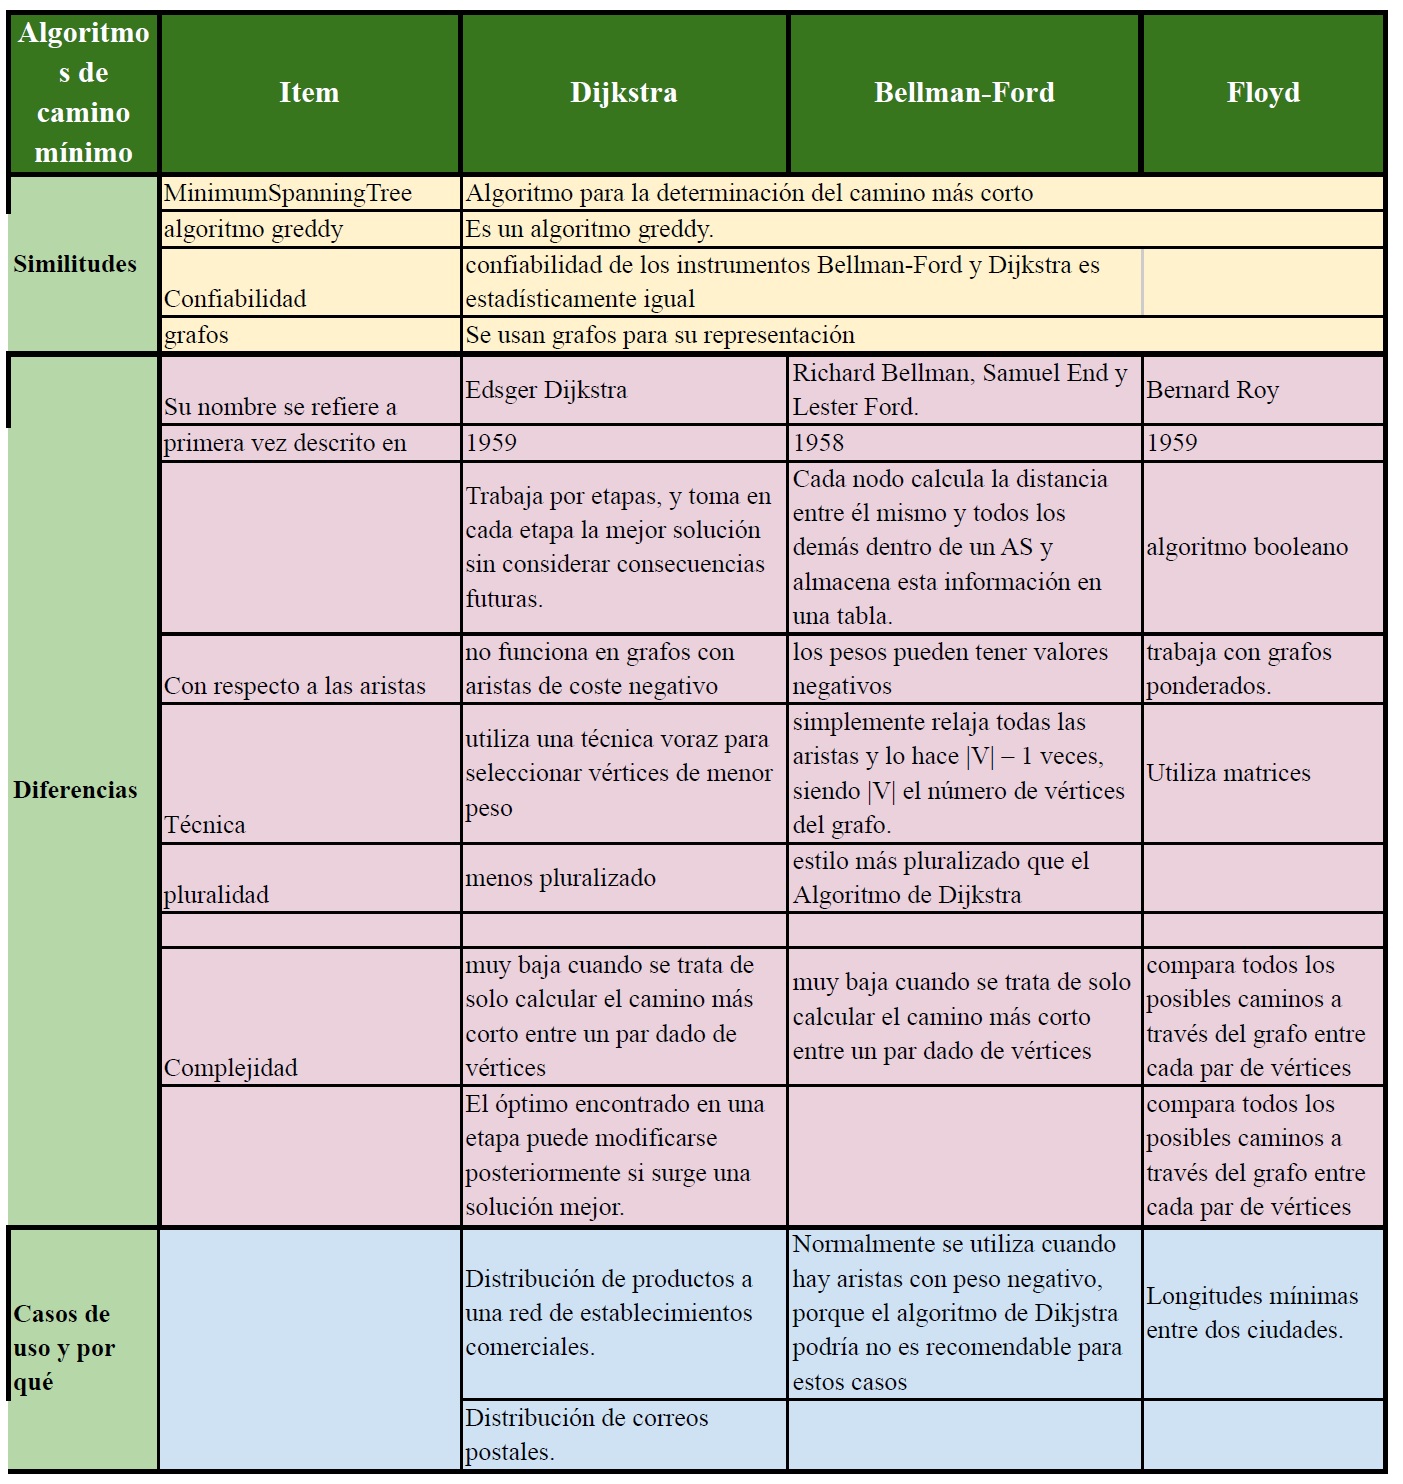 Algoritmo
s de
camino
mínimo
Item
Dijkstra
Bellman-Ford
Floyd
Similitudes
MinimumSpanningTree
Algoritmo para la determinación del camino más corto
algoritmo greddy
Es un algoritmo greddy.
Confiabilidad
confiabilidad de los instrumentos Bellman-Ford y Dijkstra es
estadísticamente igual
grafos
Se usan grafos para su representación
Diferencias
Su nombre se refiere a
Edsger Dijkstra
Richard Bellman, Samuel End y
Lester Ford.
Bernard Roy
primera vez descrito en
1959
1958
1959
Trabaja por etapas, y toma en
cada etapa la mejor solución
sin considerar consecuencias
futuras.
Cada nodo calcula la distancia
entre él mismo y todos los
demás dentro de un AS y
almacena esta información en
una tabla.
algoritmo booleano
Con respecto a las aristas
no funciona en grafos con
aristas de coste negativo
los pesos pueden tener valores
negativos
trabaja con grafos
ponderados.
Técnica
utiliza una técnica voraz para
seleccionar vértices de menor
peso
simplemente relaja todas las
aristas y lo hace |V| – 1 veces,
siendo |V| el número de vértices
del grafo.
Utiliza matrices
pluralidad
menos pluralizado
estilo más pluralizado que el
Algoritmo de Dijkstra
Complejidad
muy baja cuando se trata de
solo calcular el camino más
corto entre un par dado de
vértices
muy baja cuando se trata de solo
calcular el camino más corto
entre un par dado de vértices
compara todos los
posibles caminos a
través del grafo entre
cada par de vértices
El óptimo encontrado en una
etapa puede modificarse
posteriormente si surge una
solución mejor.
compara todos los
posibles caminos a
través del grafo entre
cada par de vértices
Casos de
uso y por
qué
Distribución de productos a
una red de establecimientos
comerciales.
Normalmente se utiliza cuando
hay aristas con peso negativo,
porque el algoritmo de Dikjstra
podría no es recomendable para
estos casos
Longitudes mínimas
entre dos ciudades.
Distribución de correos
postales.